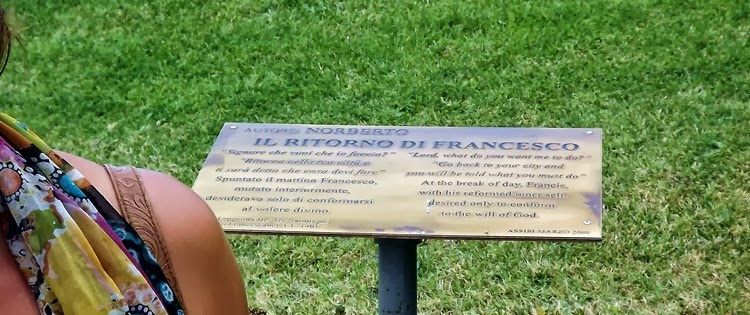 AUTORE NORBERTO
IL RITORNO DI FRANCESCO
"Signore che vuoi che io faccia?"
"Ritorna nella tua città e
ti sarà detto che cosa devi fare"
Spuntato il mattino Francesco,
mutato interiormente,
desiderava solo di conformarsi
al volere divino
"Lord, what do you want me to do?"
"Go back to your city and
you will be told what you must do"
At the break of day, Francis,
with his reformed inner self
desired only to conform
to the will of God.
ASSISI MARZO